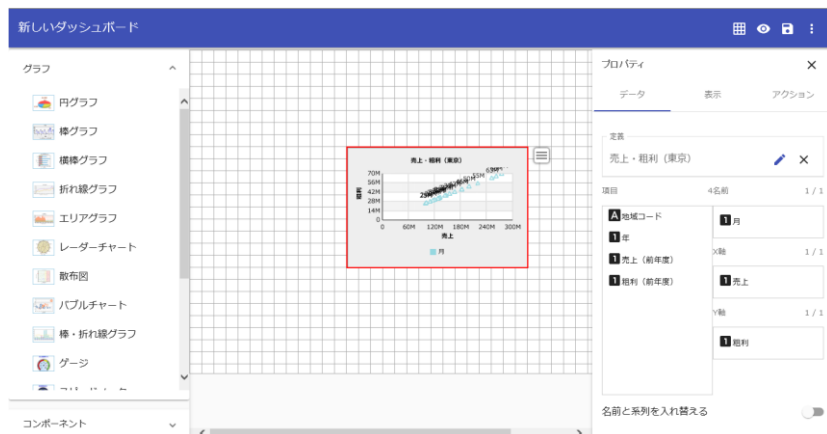 新しいダッシュボード
グラフ
円グラフ
棒グラフ
横棒グラフ
折れ線グラフ
エリアグラフ
レーダーチャート
散布図
バブルチャート
棒・折れ線グラフ
ゲージ
コンポーネント
売上・粗利（東京）
粗利
70M
56M
42M
28M
14M
0
0 60M 120M 180M 240M 300M
売上
月
プロパティ
データ 表示 アクション
定義
売上・粗利（東京）
項目 4名前 1 / 1
A 地域コード
1 年
1 売上（前年度）
1 粗利（前年度）
1 月
X軸 1 / 1
1 売上
Y軸 1 / 1
1 粗利
名前と系列を入れ替える